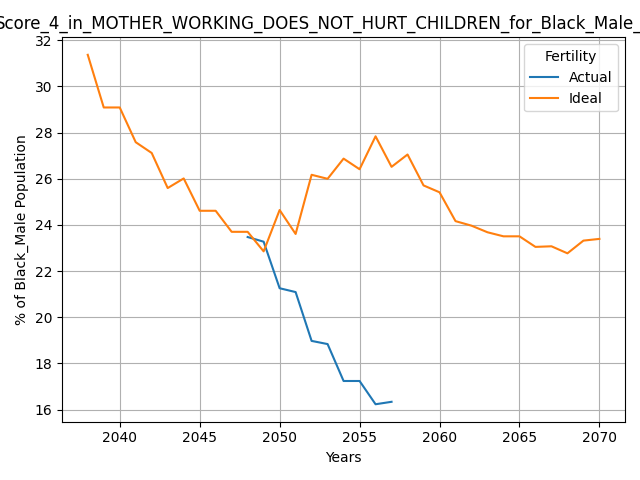 Score_4_in_MOTHER_WORKING_DOES_NOT_HURT_CHILDREN_for_Black_Male_
32
30
28
26
24
22
20
18
16
% of Black_Male Population
Fertility
Actual
Ideal
2040 2045 2050 2055 2060 2065 2070
Years